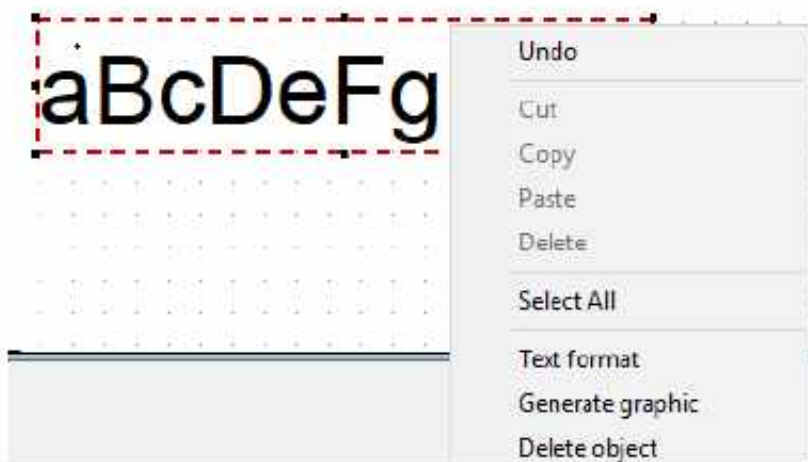 aBcDeFg
Undo
Cut
Copy
Paste
Delete
Select All
Text format
Generate graphic
Delete object